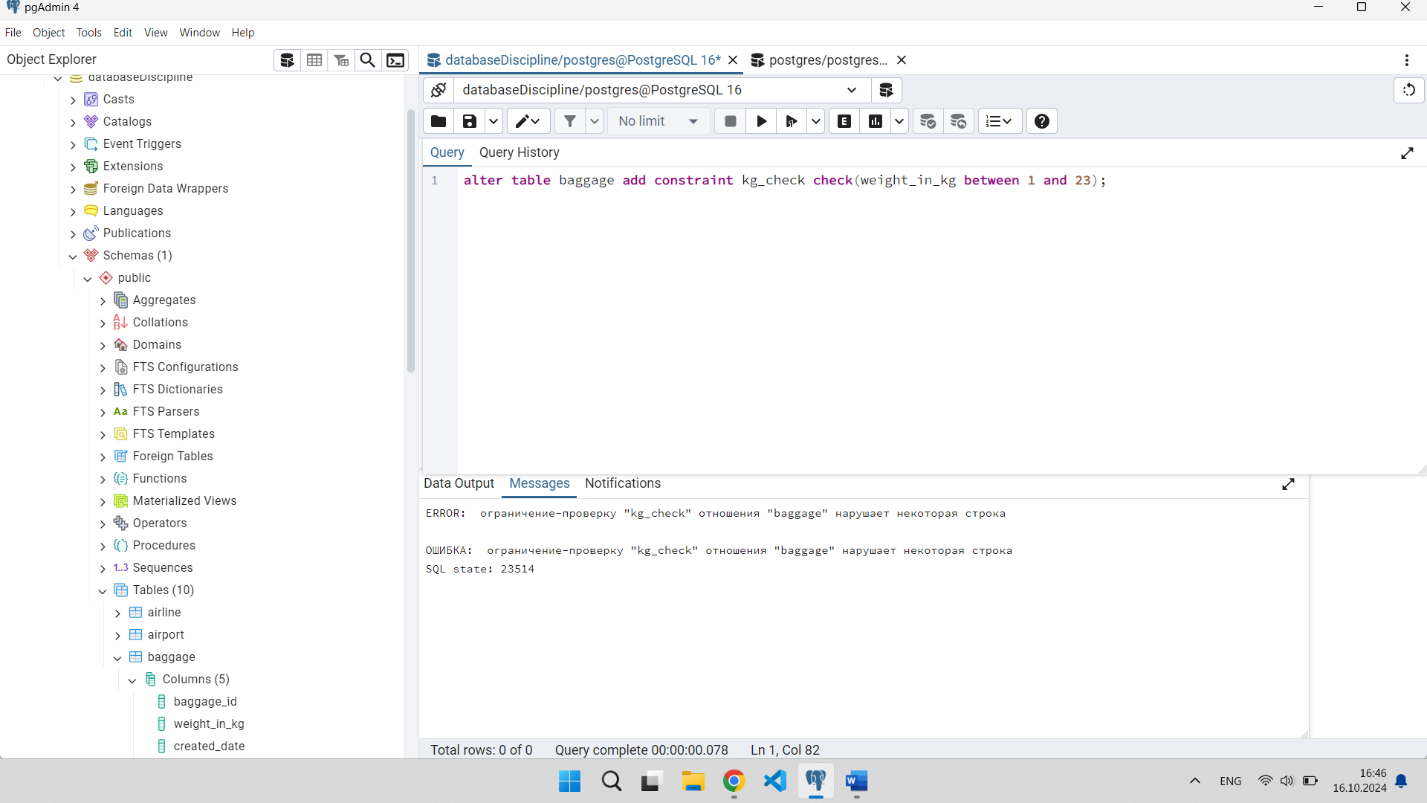 pgAdmin 4
File Object Tools Edit View Window Help
Object Explorer
databaseDiscipline/postgres@PostgreSQL 16*
postgres/postgres...
databaseDiscipline
Casts
Catalogs
Event Triggers
Extensions
Foreign Data Wrappers
Languages
Publications
Schemas (1)
public
Aggregates
Collations
Domains
FTS Configurations
FTS Dictionaries
Aa FTS Parsers
FTS Templates
Foreign Tables
Functions
Materialized Views
Operators
Procedures
1..3 Sequences
Tables (10)
airline
airport
baggage
Columns (5)
baggage_id
weight_in_kg
created_date
databaseDiscipline/postgres@PostgreSQL 16
No limit
E
Query Query History
1 alter table baggage add constraint kg_check check(weight_in_kg between 1 and 23);
Data Output Messages Notifications
ERROR: ограничение-проверку "kg_check" отношения "baggage" нарушает некоторая строка
ОШИБКА: ограничение-проверку "kg_check" отношения "baggage" нарушает некоторая строка
SQL state: 23514
Total rows: 0 of 0 Query complete 00:00:00.078 Ln 1, Col 82
ENG
16:46
16.10.2024